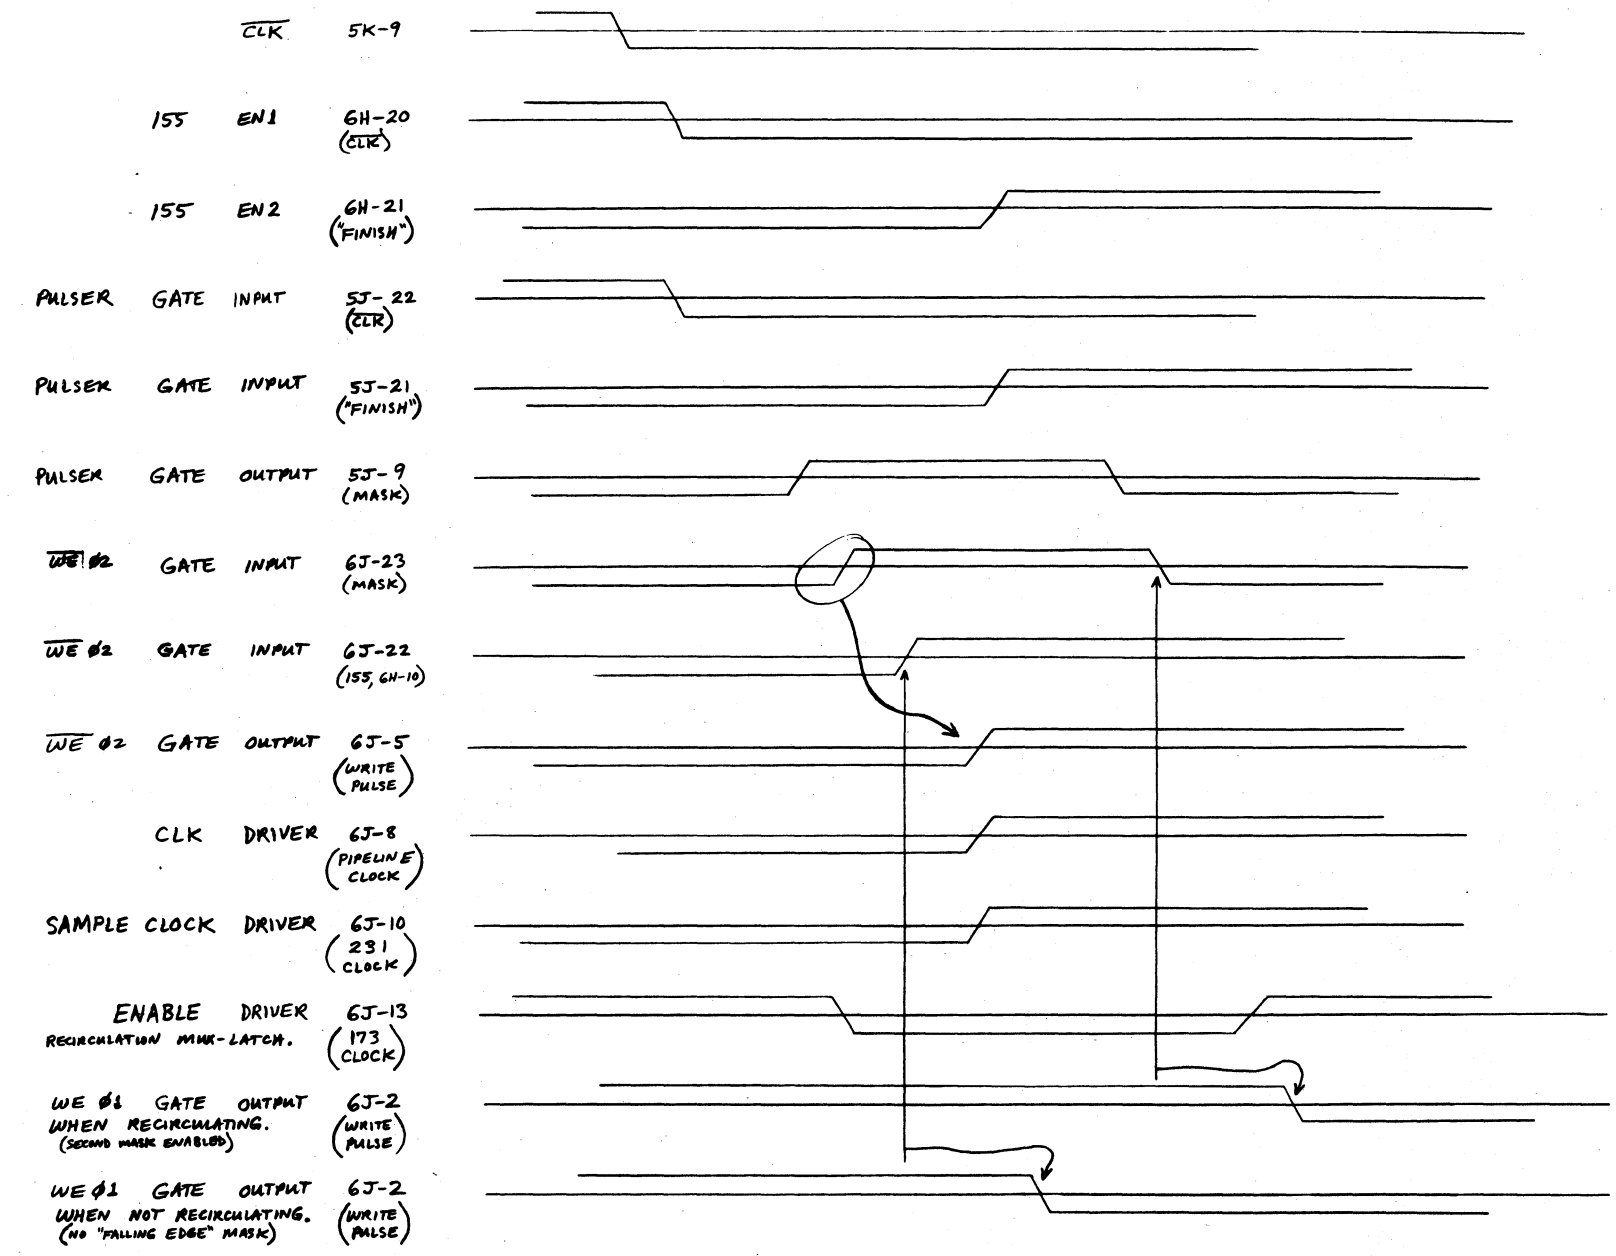 CLK 5K-9
155 EN1 6H-20
(CLK)
155 EN2 6H-21
("FINISH")
PULSER GATE INPUT 5J-22
(CLK)
PULSER GATE INPUT 5J-21
("FINISH")
PULSER GATE OUTPUT 5J-9
(MASK)
WE ø2 GATE INPUT 6J-23
(MASK)
WE ø2 GATE INPUT 6J-22
(155, 6H-10)
WE ø2 GATE OUTPUT 6J-5
(WRITE
PULSE)
CLK DRIVER 6J-8
(PIPELINE
CLOCK)
SAMPLE CLOCK DRIVER 6J-10
(231
CLOCK)
ENABLE DRIVER 6J-13
RECIRCULATION MUX-LATCH. (173
CLOCK)
WE ø1 GATE OUTPUT 6J-2
WHEN RECIRCULATING. (WRITE
(SECOND MASK ENABLED) PULSE)
WE ø1 GATE OUTPUT 6J-2
WHEN NOT RECIRCULATING. (WRITE
(NO "FALLING EDGE" MASK) PULSE)